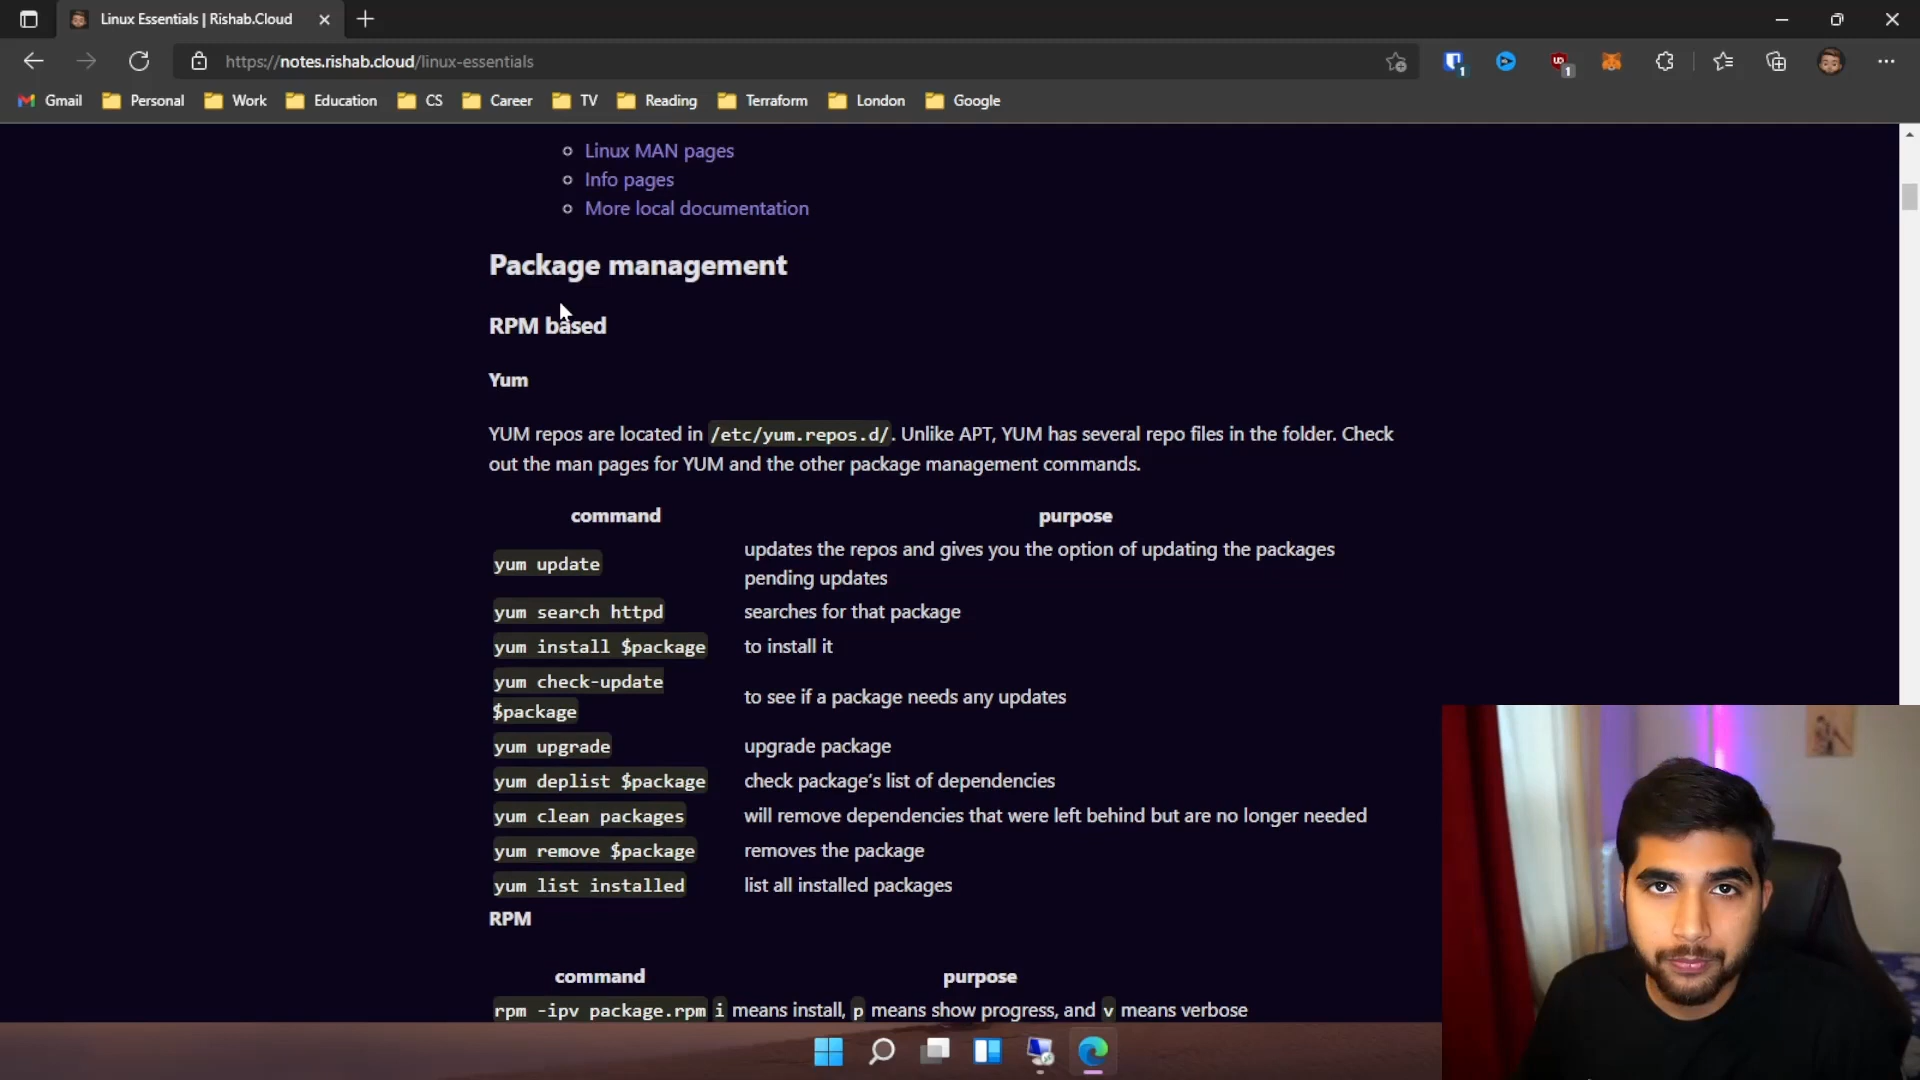 Linux Essentials | Rishab.Cloud
https://notes.rishab.cloud/linux-essentials
1
UD
1
Gmail Personal Work Education CS Career TV Reading Terraform London Google
Linux MAN pages
Info pages
More local documentation
Package management
RPM based
Yum
YUM repos are located in /etc/yum.repos.d/. Unlike APT, YUM has several repo files in the folder. Check
out the man pages for YUM and the other package management commands.
command purpose
yum update updates the repos and gives you the option of updating the packages
pending updates
yum search httpd searches for that package
yum install $package to install it
yum check-update
$package to see if a package needs any updates
yum upgrade upgrade package
yum deplist $package check package's list of dependencies
yum clean packages will remove dependencies that were left behind but are no longer needed
yum remove $package removes the package
yum list installed list all installed packages
RPM
command purpose
rpm -ipv package.rpm i means install, p means show progress, and v means verbose